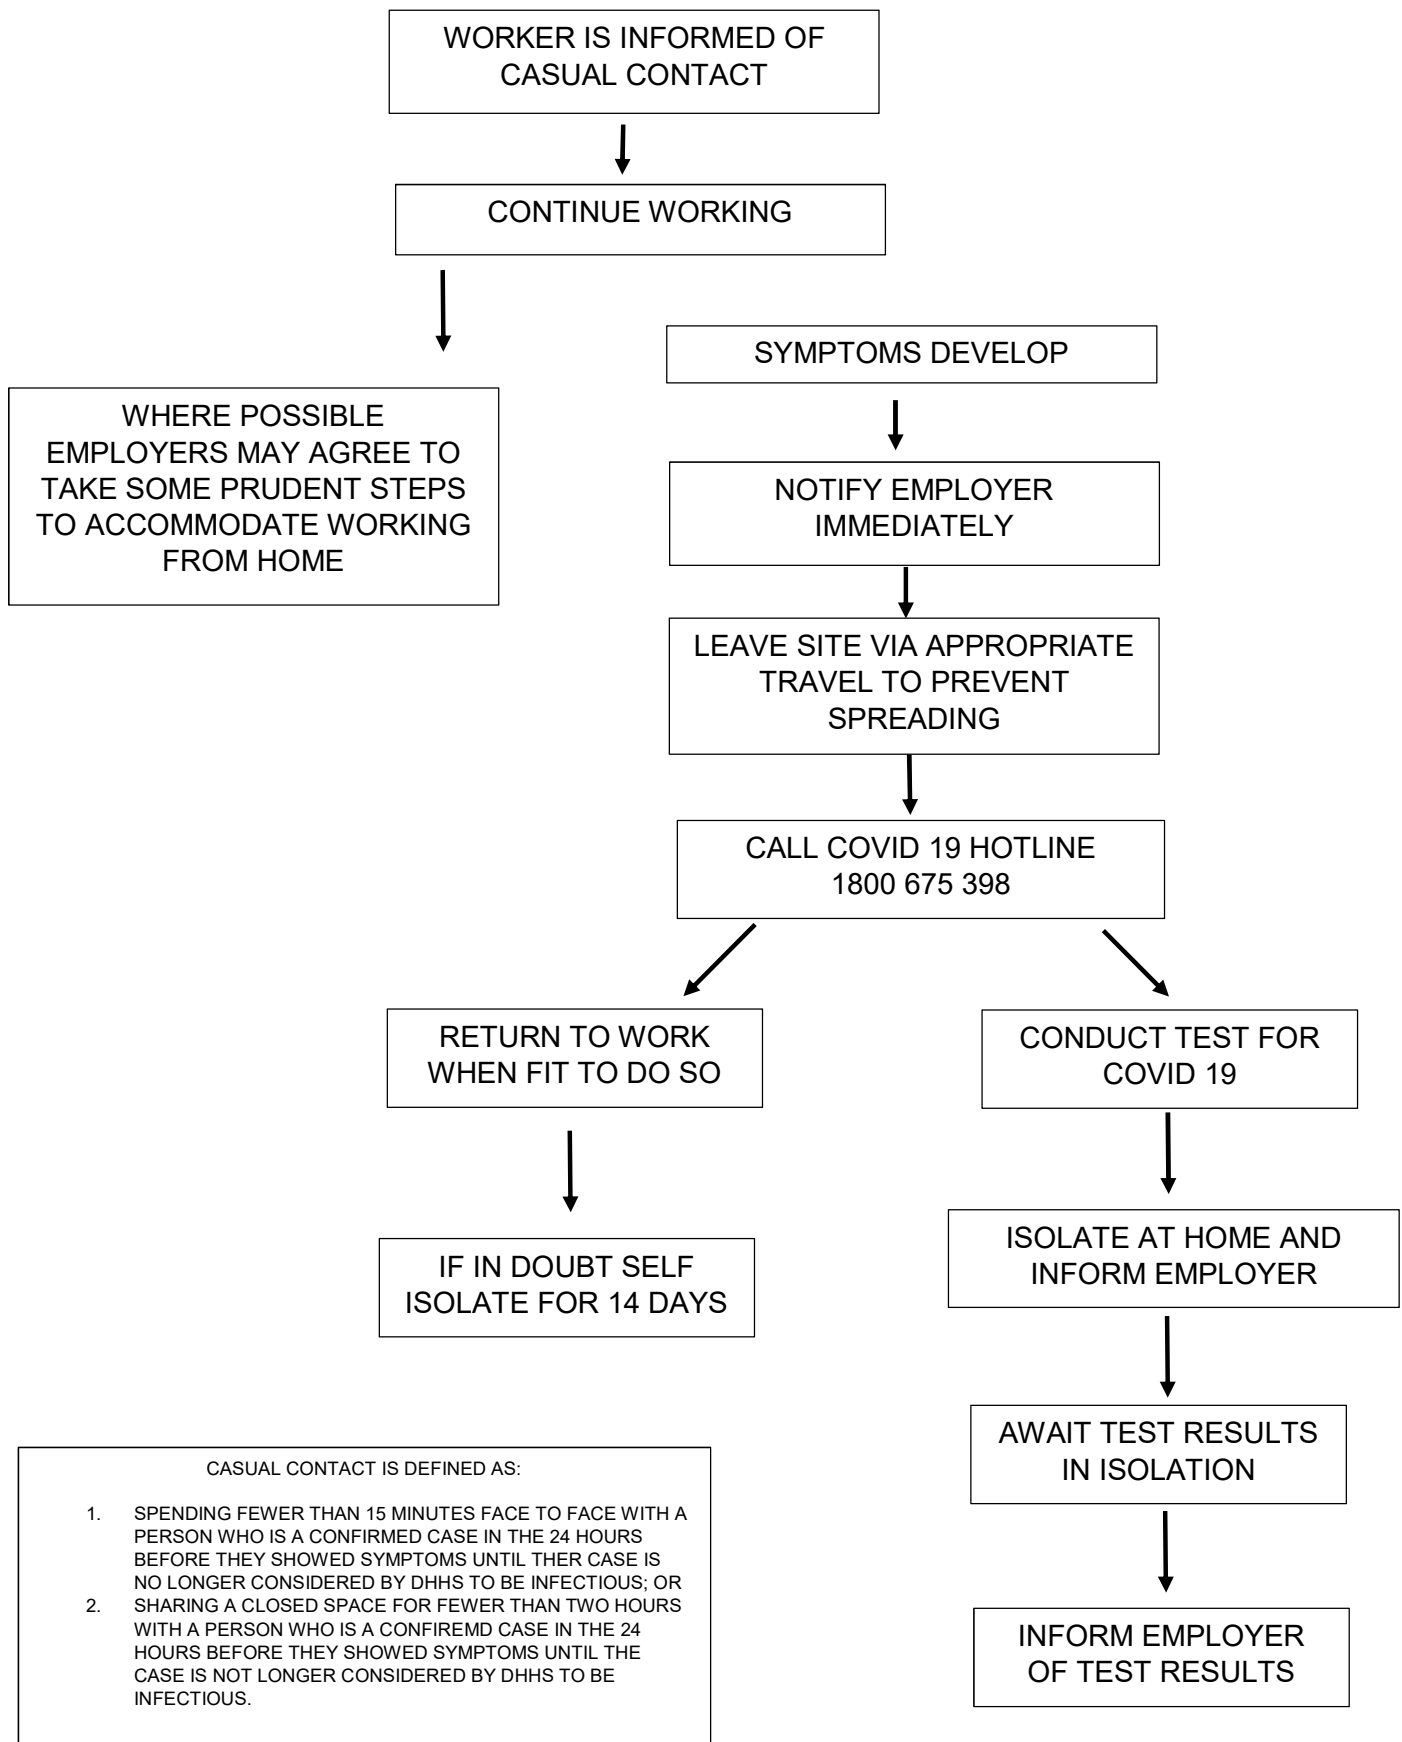 WORKER IS INFORMED OF
CASUAL CONTACT
CONTINUE WORKING
SYMPTOMS DEVELOP
WHERE POSSIBLE
EMPLOYERS MAY AGREE TO
TAKE SOME PRUDENT STEPS
TO ACCOMMODATE WORKING
FROM HOME
NOTIFY EMPLOYER
IMMEDIATELY
LEAVE SITE VIA APPROPRIATE
TRAVEL TO PREVENT
SPREADING
CALL COVID 19 HOTLINE
1800 675 398
RETURN TO WORK
WHEN FIT TO DO SO
CONDUCT TEST FOR
COVID 19
IF IN DOUBT SELF
ISOLATE FOR 14 DAYS
ISOLATE AT HOME AND
INFORM EMPLOYER
AWAIT TEST RESULTS
IN ISOLATION
INFORM EMPLOYER
OF TEST RESULTS
CASUAL CONTACT IS DEFINED AS:
1. SPENDING FEWER THAN 15 MINUTES FACE TO FACE WITH A
PERSON WHO IS A CONFIRMED CASE IN THE 24 HOURS
BEFORE THEY SHOWED SYMPTOMS UNTIL THER CASE IS
NO LONGER CONSIDERED BY DHHS TO BE INFECTIOUS; OR
2. SHARING A CLOSED SPACE FOR FEWER THAN TWO HOURS
WITH A PERSON WHO IS A CONFIREMD CASE IN THE 24
HOURS BEFORE THEY SHOWED SYMPTOMS UNTIL THE
CASE IS NOT LONGER CONSIDERED BY DHHS TO BE
INFECTIOUS.